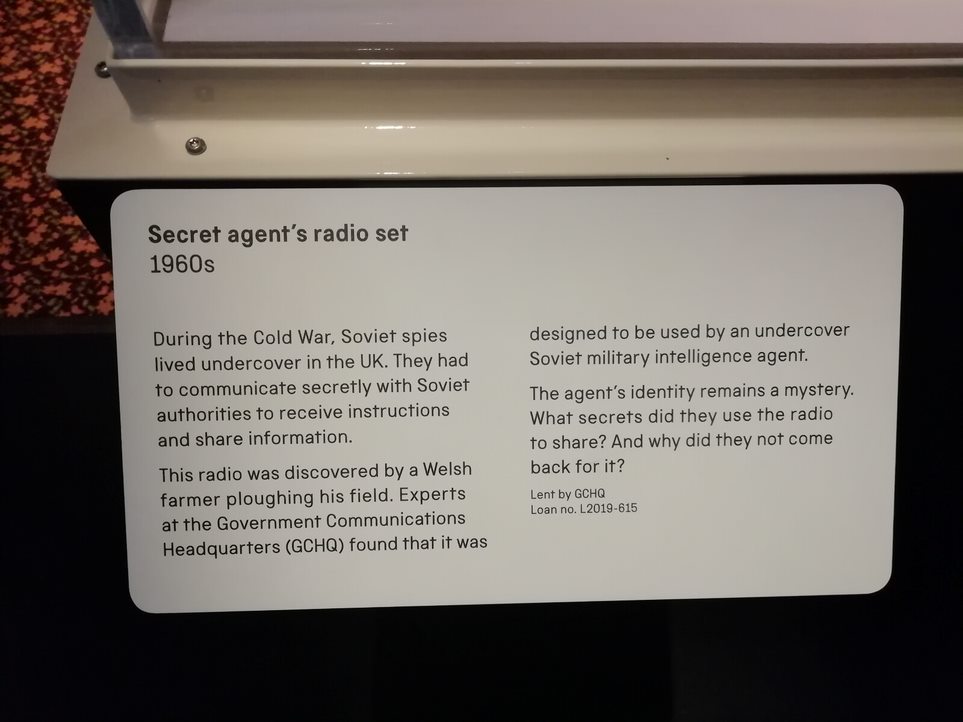 Secret agent's radio set
1960s
During the Cold War, Soviet spies
lived undercover in the UK. They had
to communicate secretly with Soviet
authorities to receive instructions
and share information.
This radio was discovered by a Welsh
farmer ploughing his field. Experts
at the Government Communications
Headquarters (GCHQ) found that it was
designed to be used by an undercover
Soviet military intelligence agent.
The agent's identity remains a mystery.
What secrets did they use the radio
to share? And why did they not come
back for it?
Lent by GCHQ
Loan no. L2019-615